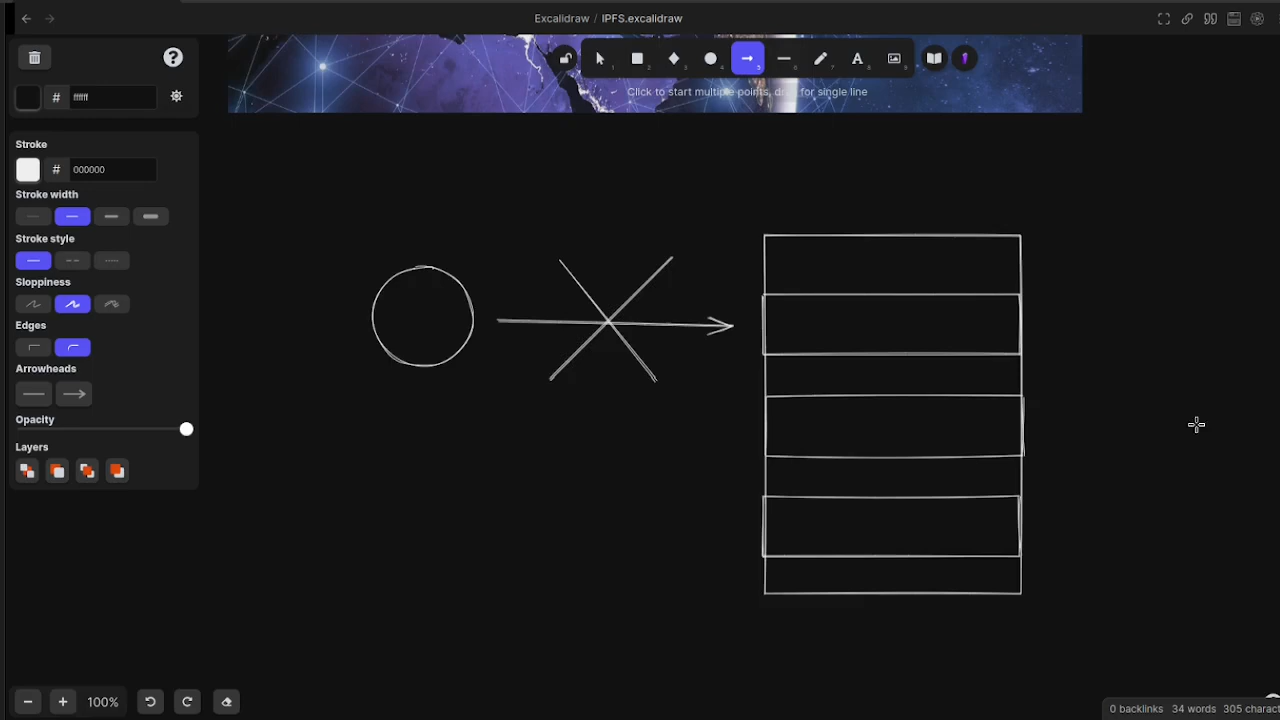 Excalidraw / IPFS.excalidraw
# ffffff
Click to start multiple points, drag for single line
Stroke
# 000000
Stroke width
Stroke style
Sloppiness
Edges
Arrowheads
Opacity
Layers
100%
0 backlinks 34 words 305 charact